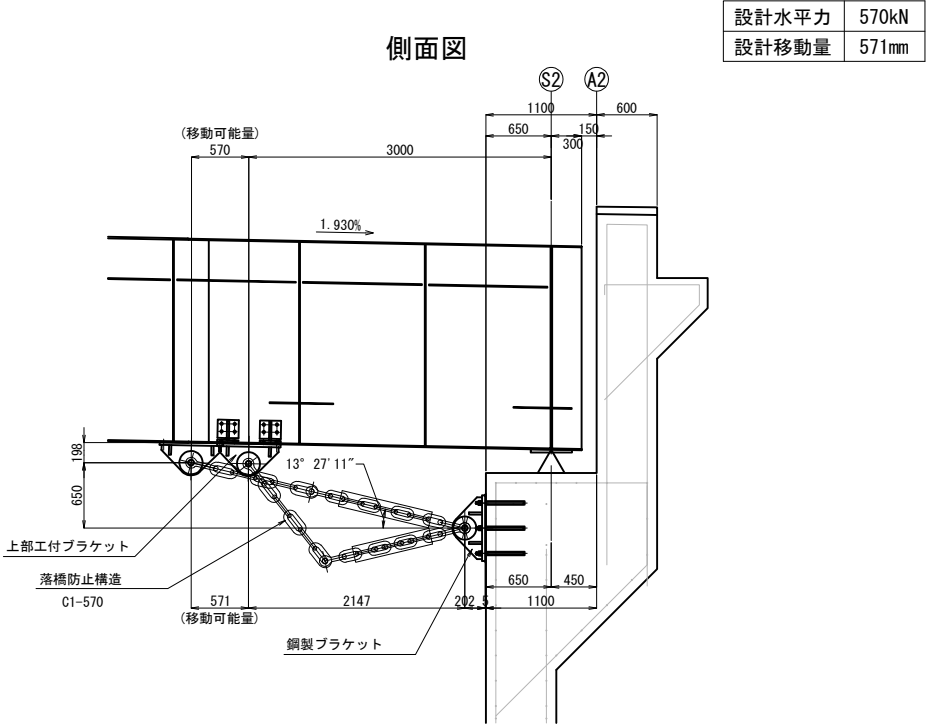 設計水平力 570kN
設計移動量 571mm
側面図
S2 A2
1100 600
650 150
300
(移動可能量)
570 3000
1.930%
198
650
13° 27′11″
上部工付ブラケット
落橋防止構造
C1-570
650 450
571 2147 202 5 1100
(移動可能量)
鋼製ブラケット